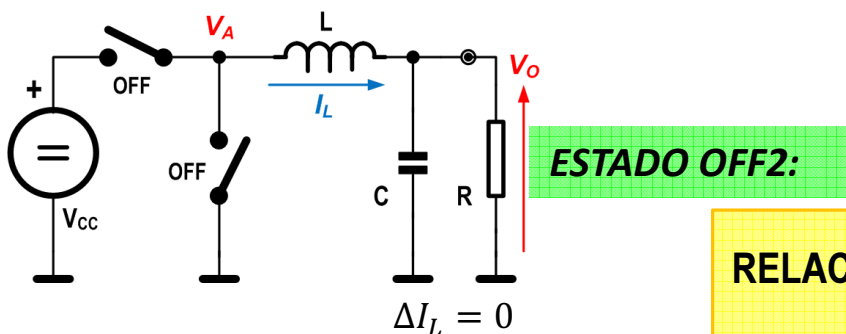 V_A
L
OFF
+
I_L
V_O
OFF
ESTADO OFF2:
C
R
V_CC
RELAC
ΔI_L = 0